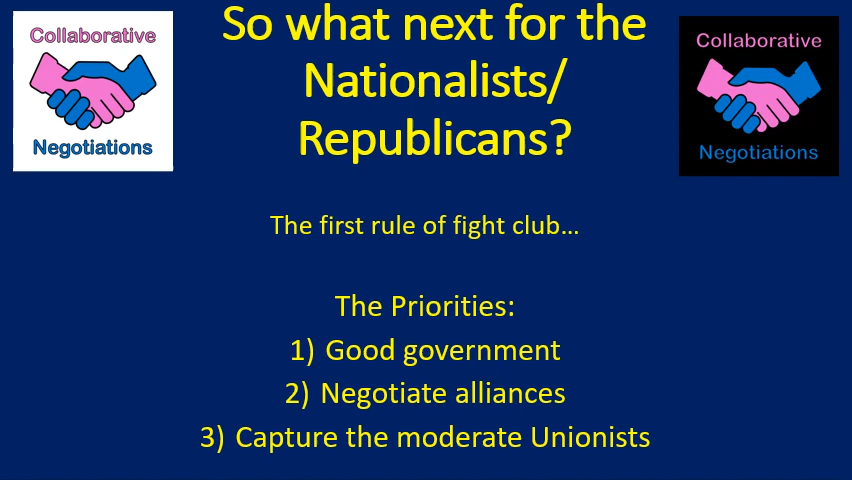 Collaborative
Negotiations
So what next for the
Nationalists/
Republicans?
Collaborative
Negotiations
The first rule of fight club…
The Priorities:
1) Good government
2) Negotiate alliances
3) Capture the moderate Unionists